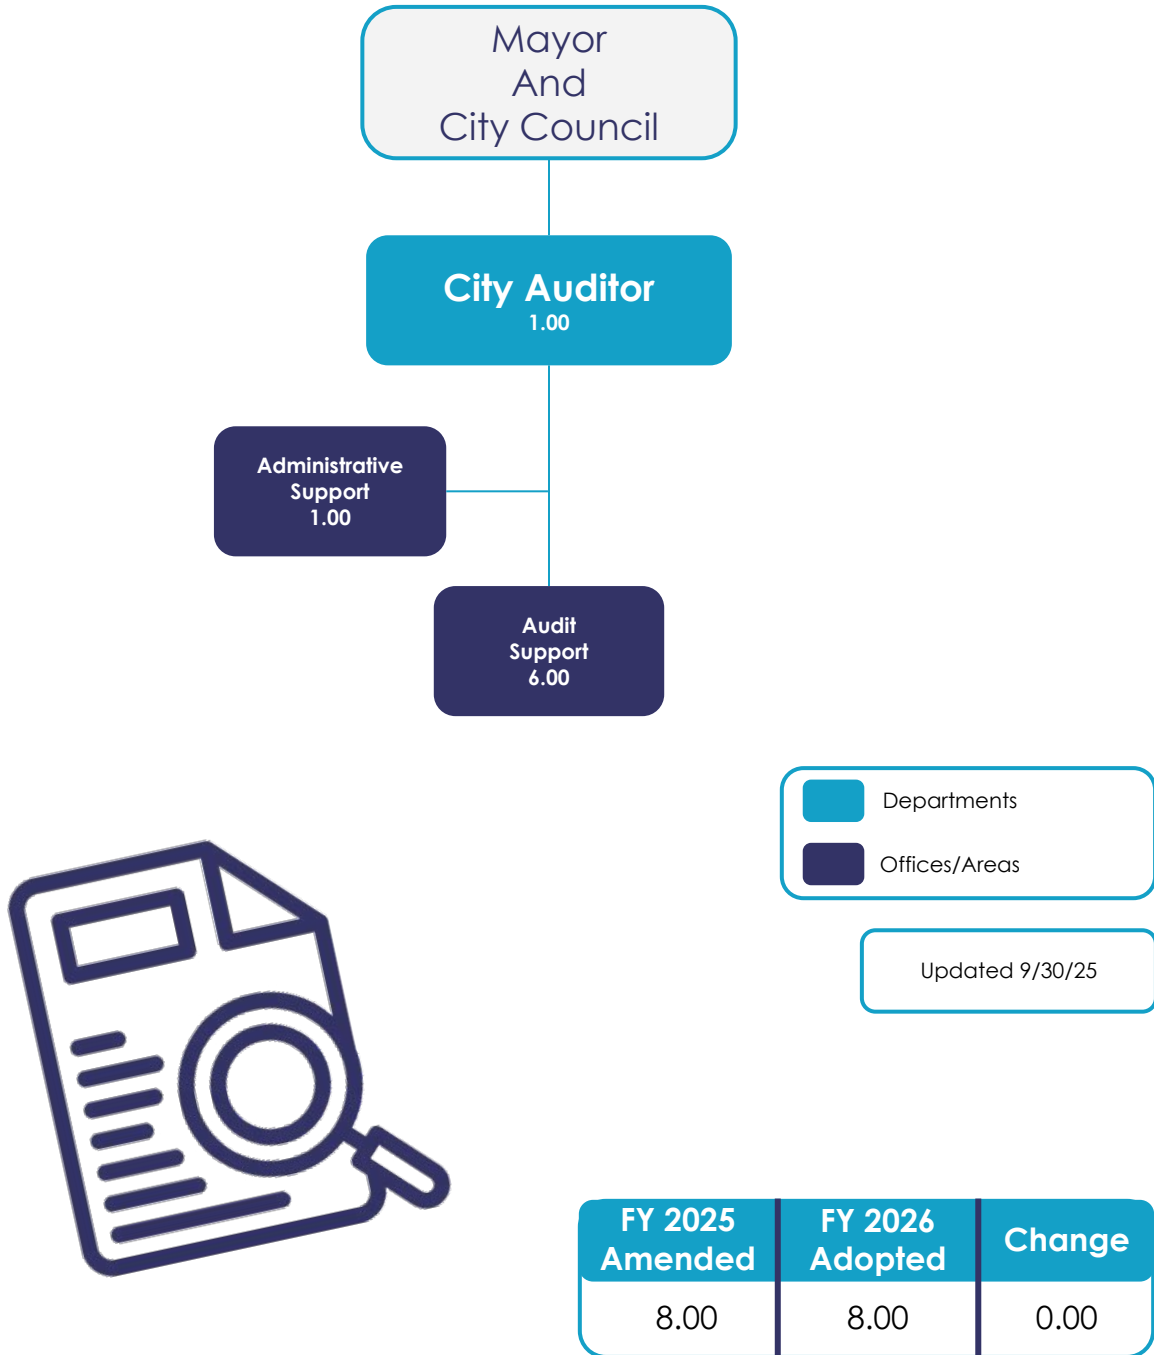 Mayor
And
City Council
City Auditor
1.00
Administrative
Support
1.00
Audit
Support
6.00
Departments
Offices/Areas
Updated 9/30/25
FY 2025
Amended
FY 2026
Adopted
Change
8.00
8.00
0.00